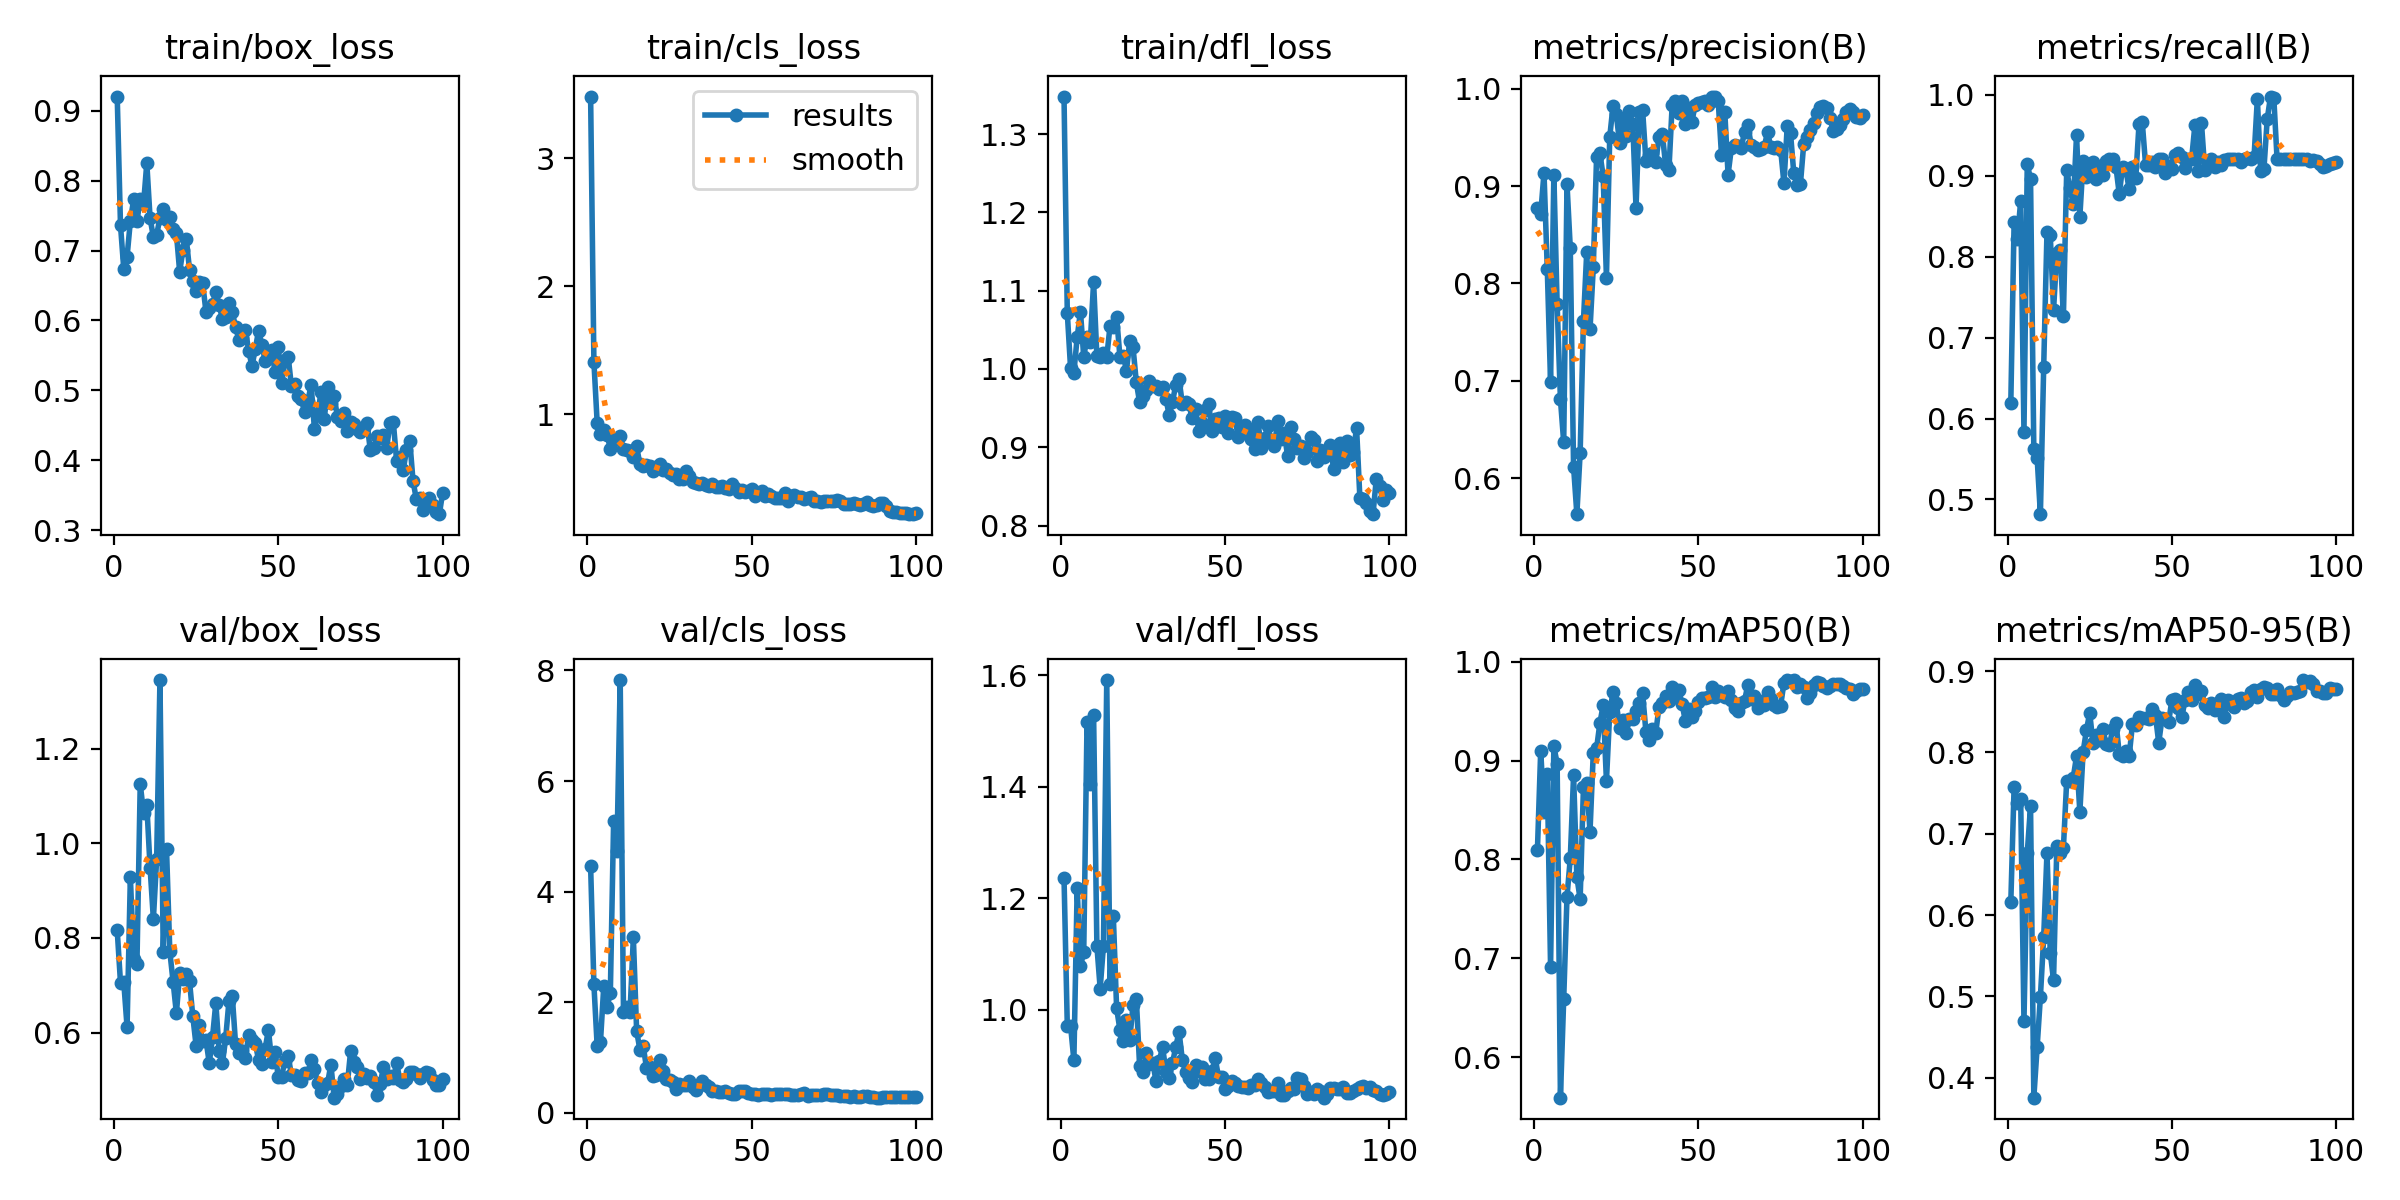 train/box_loss
0.9
0.8
0.7
0.6
0.5
0.4
0.3
0 50 100
train/cls_loss
results
smooth
3
2
1
0 50 100
train/dfl_loss
1.3
1.2
1.1
1.0
0.9
0.8
0 50 100
metrics/precision(B)
1.0
0.9
0.8
0.7
0.6
0 50 100
metrics/recall(B)
1.0
0.9
0.8
0.7
0.6
0.5
0 50 100
val/box_loss
1.2
1.0
0.8
0.6
0 50 100
val/cls_loss
8
6
4
2
0
0 50 100
val/dfl_loss
1.6
1.4
1.2
1.0
0 50 100
metrics/mAP50(B)
1.0
0.9
0.8
0.7
0.6
0 50 100
metrics/mAP50-95(B)
0.9
0.8
0.7
0.6
0.5
0.4
0 50 100